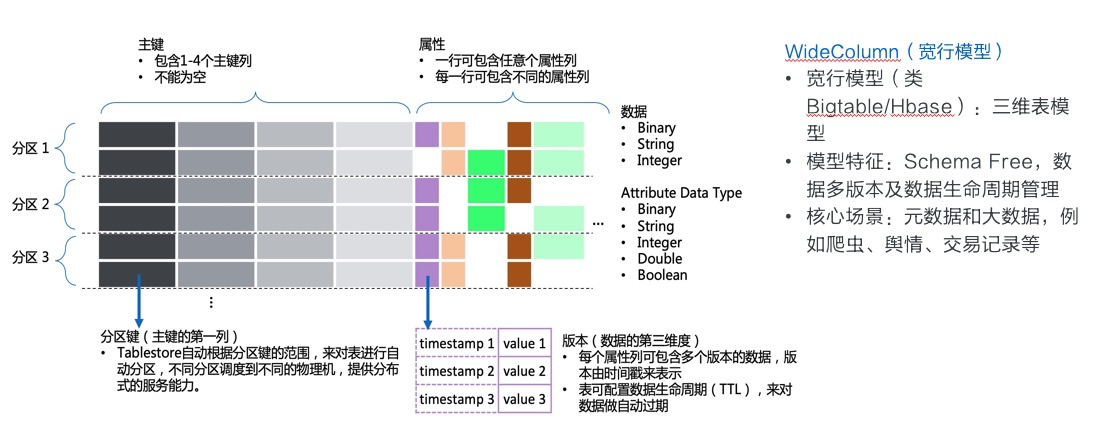 主键
• 包含1-4个主键列
• 不能为空
属性
• 一行可包含任意个属性列
• 每一行可包含不同的属性列
分区 1
分区 2
分区 3
数据
• Binary
• String
• Integer
Attribute Data Type
• Binary
• String
• Integer
• Double
• Boolean
...
⋮
分区键（主键的第一列）
• Tablestore自动根据分区键的范围，来对表进行自
动分区，不同分区调度到不同的物理机，提供分布
式的服务能力。
timestamp 1 value 1
timestamp 2 value 2
timestamp 3 value 3
版本（数据的第三维度）
• 每个属性列可包含多个版本的数据，版
本由时间戳来表示
• 表可配置数据生命周期（TTL），来对
数据做自动过期
WideColumn（宽行模型）
• 宽行模型（类
Bigtable/Hbase）：三维表模
型
• 模型特征：Schema Free，数
据多版本及数据生命周期管理
• 核心场景：元数据和大数据，例
如爬虫、舆情、交易记录等